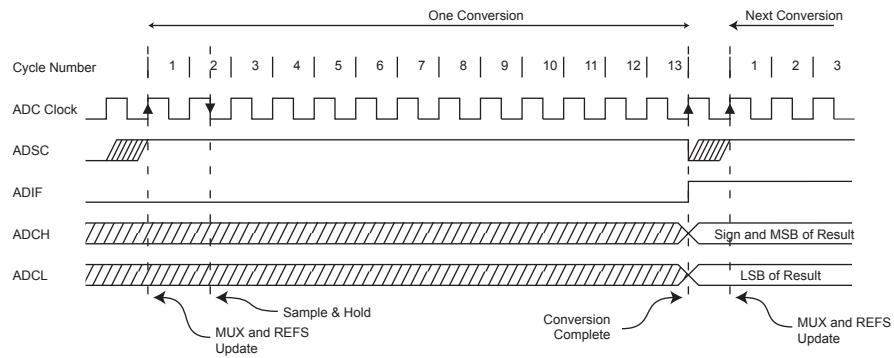 One Conversion
Next Conversion
Cycle Number 1 2 3 4 5 6 7 8 9 10 11 12 13 1 2 3
ADC Clock
ADSC
ADIF
ADCH
Sign and MSB of Result
ADCL
LSB of Result
MUX and REFS
Update
Sample & Hold
Conversion
Complete
MUX and REFS
Update